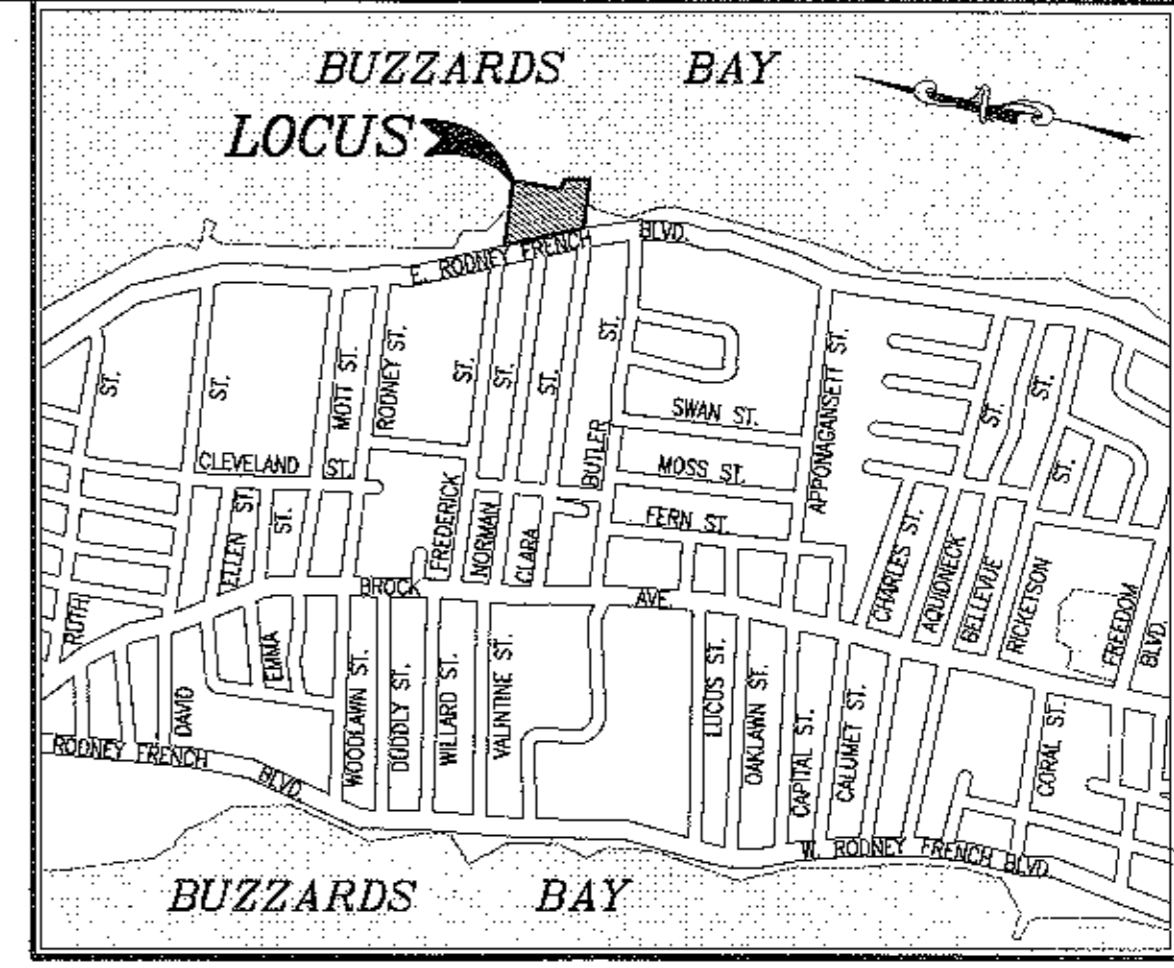 BUZZARDS BAY
LOCUS
E. RODNEY FRENCH BLVD.
ST.
ST.
MOTT ST.
RODNEY ST.
ST.
ST.
ST.
ST.
SWAN ST.
APPONAGANSETT ST.
ST.
ST.
CLEVELAND ST.
BUTLER
MOSS ST.
ST.
ELLEN ST.
ST.
FREDERICK
NORMAN
CLARA
FERN ST.
CHARLES ST.
AQUIDNECK
BELLEVUE
RICKETSON
FREEDOM
BLVD.
BROCK AVE.
RUTH
EMMA
DAVID
WOODLAWN ST.
DUDDLY ST.
WILLARD ST.
VALINTINE ST.
LUCUS ST.
OAKLAWN ST.
CAPITAL ST.
CALUMET ST.
CORAL ST.
RODNEY FRENCH BLVD.
W. RODNEY FRENCH BLVD.
BUZZARDS BAY